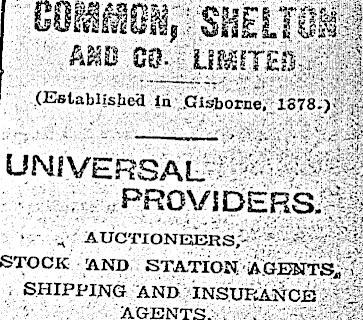 COMMON, SHELTON
AND CO. LIMITED
(Established in Gisborne, 1878.)
UNIVERSAL
PROVIDERS.
AUCTIONEERS,
STOCK AND STATION AGENTS,
SHIPPING AND INSURANCE
AGENTS.